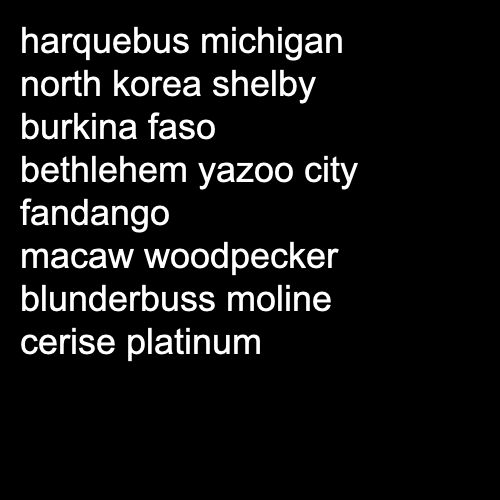 harquebus michigan
north korea shelby
burkina faso
bethlehem yazoo city
fandango
macaw woodpecker
blunderbuss moline
cerise platinum